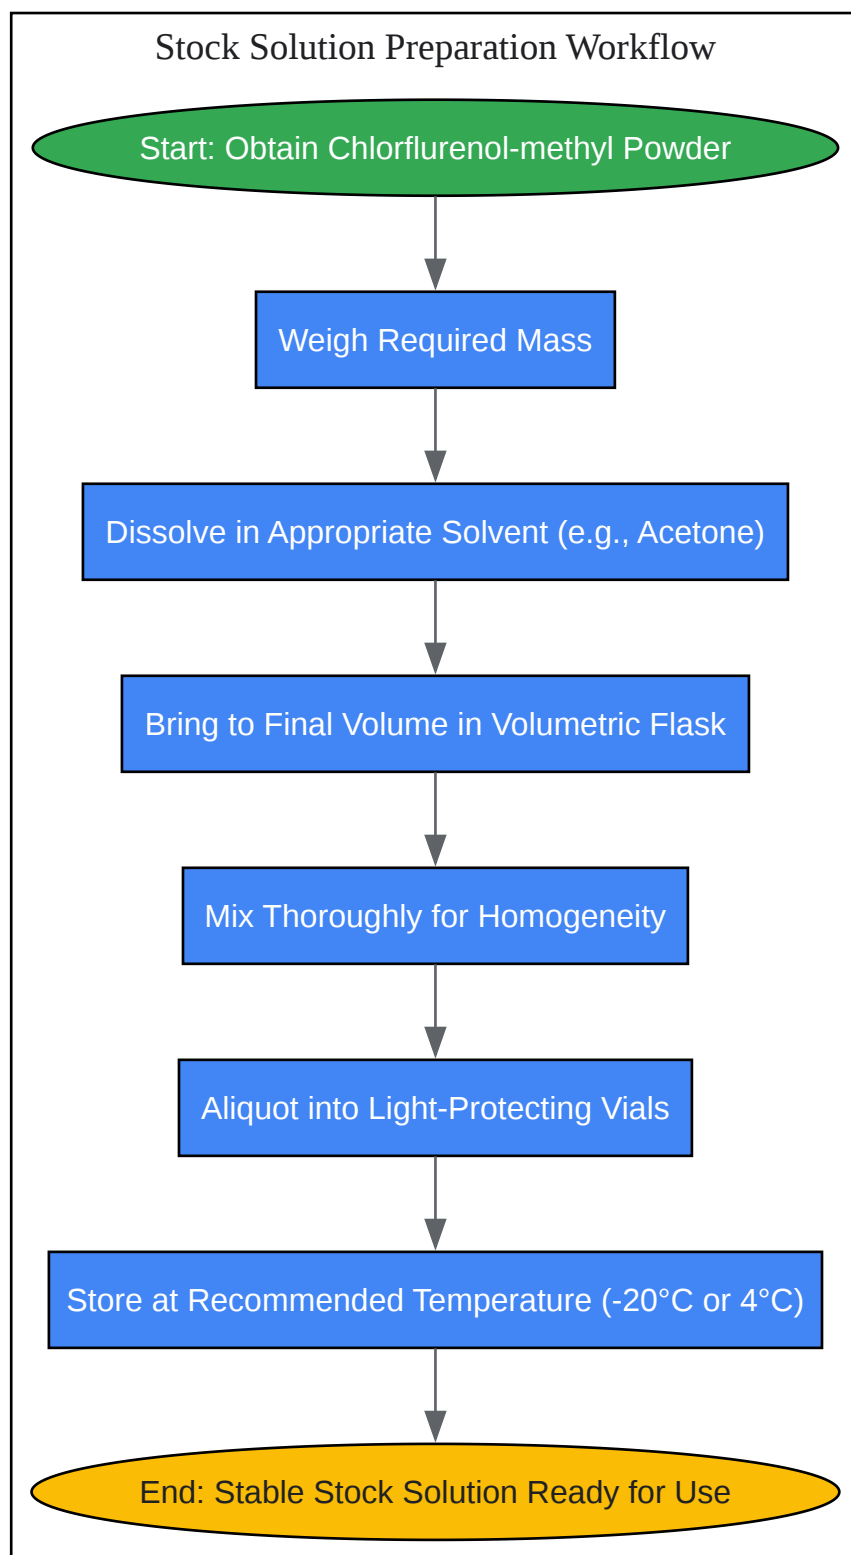 Stock Solution Preparation Workflow
Start: Obtain Chlorflurenol-methyl Powder
Weigh Required Mass
Dissolve in Appropriate Solvent (e.g., Acetone)
Bring to Final Volume in Volumetric Flask
Mix Thoroughly for Homogeneity
Aliquot into Light-Protecting Vials
Store at Recommended Temperature (-20°C or 4°C)
End: Stable Stock Solution Ready for Use